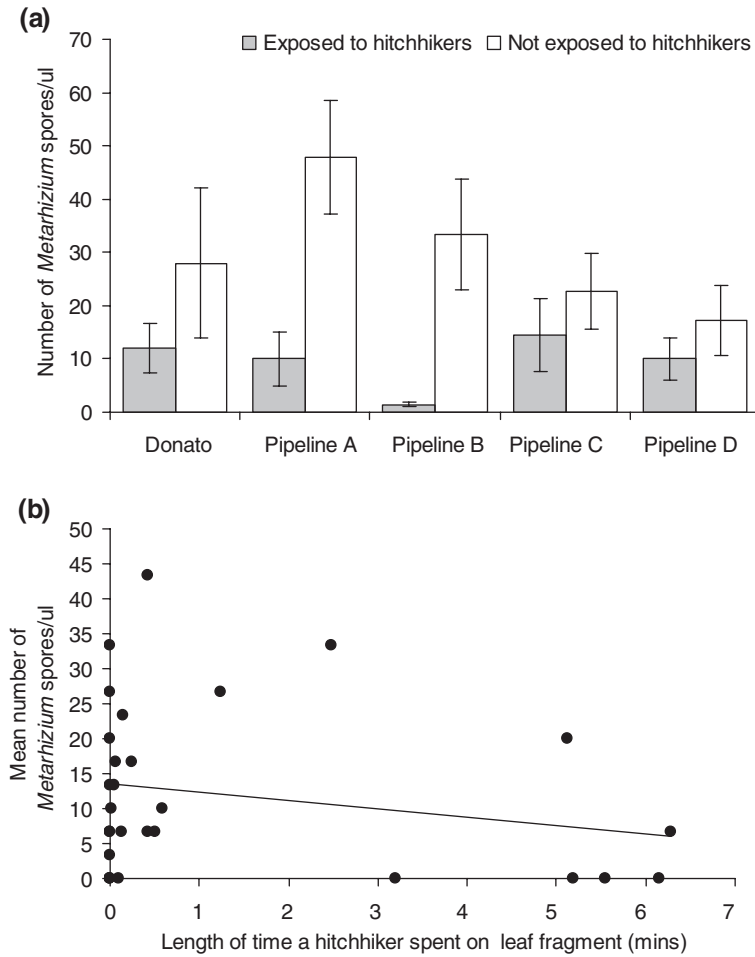 (a)
70
60
50
40
30
20
10
0
Number of Metarhizium spores/ul
Exposed to hitchhikers Not exposed to hitchhikers
Donato Pipeline A Pipeline B Pipeline C Pipeline D
(b)
50
45
40
35
30
25
20
15
10
5
0
Mean number of
Metarhizium spores/ul
0 1 2 3 4 5 6 7
Length of time a hitchhiker spent on leaf fragment (mins)